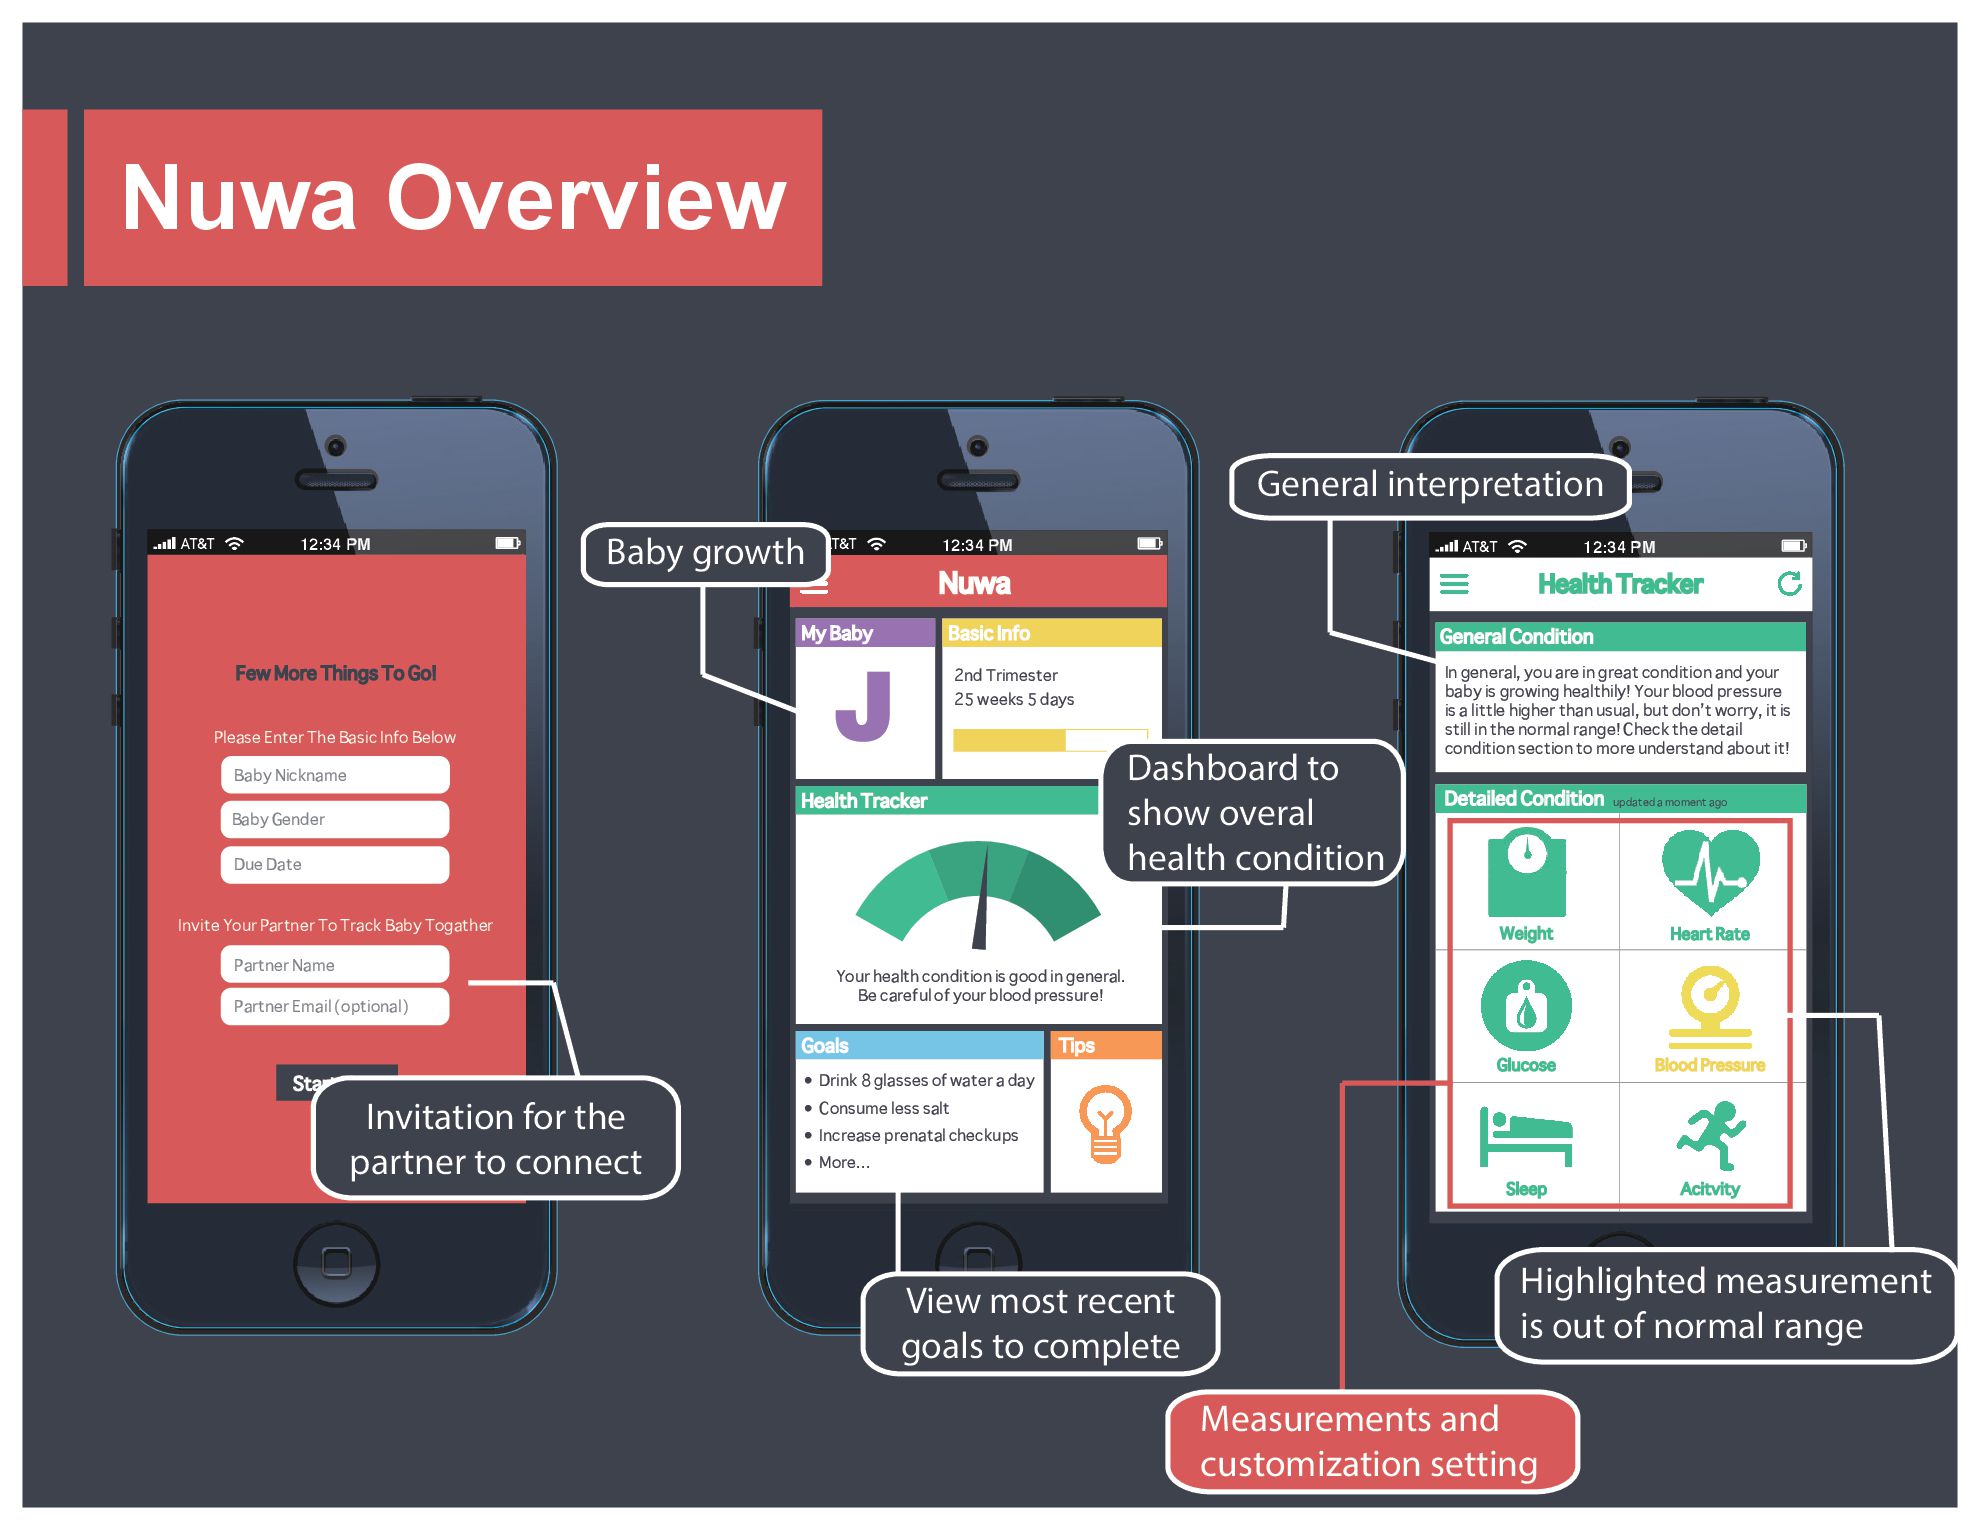 Nuwa Overview
AT&T
12:34 PM
Few More Things To Go!
Please Enter The Basic Info Below
Baby Nickname
Baby Gender
Due Date
Invite Your Partner To Track Baby Togather
Partner Name
Partner Email (optional)
Invitation for the
partner to connect
Baby growth
12:34 PM
Nuwa
My Baby
J
Basic Info
2nd Trimester
25 weeks 5 days
Health Tracker
Dashboard to
show overal
health condition
Your health condition is good in general.
Be careful of your blood pressure!
Goals
• Drink 8 glasses of water a day
• Consume less salt
• Increase prenatal checkups
• More...
Tips
View most recent
goals to complete
General interpretation
AT&T
12:34 PM
Health Tracker
General Condition
In general, you are in great condition and your
baby is growing healthily! Your blood pressure
is a little higher than usual, but don't worry, it is
still in the normal range! Check the detail
condition section to more understand about it!
Detailed Condition updated a moment ago
Weight
Heart Rate
Glucose
Blood Pressure
Sleep
Acitvity
Highlighted measurement
is out of normal range
Measurements and
customization setting